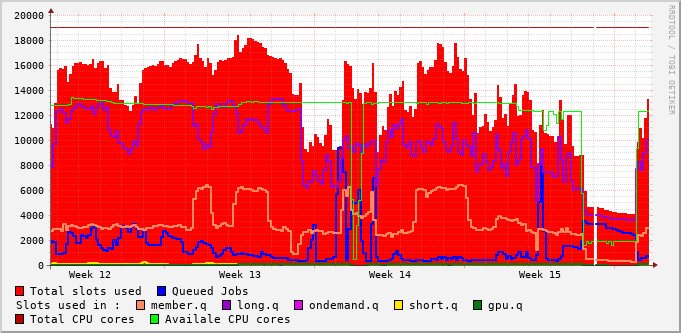 20000
18000
16000
14000
12000
10000
8000
6000
4000
2000
0
Week 12 Week 13 Week 14 Week 15
Total slots used Queued Jobs
Slots used in : member.q long.q ondemand.q short.q gpu.q
Total CPU cores Availale CPU cores
RRDTOOL / TOBI OETIKER